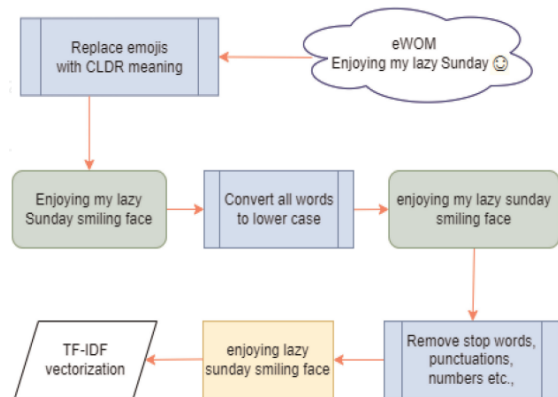 eWOM
Enjoying my lazy Sunday 🙂
Replace emojis
with CLDR meaning
Enjoying my lazy
Sunday smiling face
Convert all words
to lower case
enjoying my lazy sunday
smiling face
Remove stop words,
punctuations,
numbers etc.,
enjoying lazy
sunday smiling face
TF-IDF
vectorization